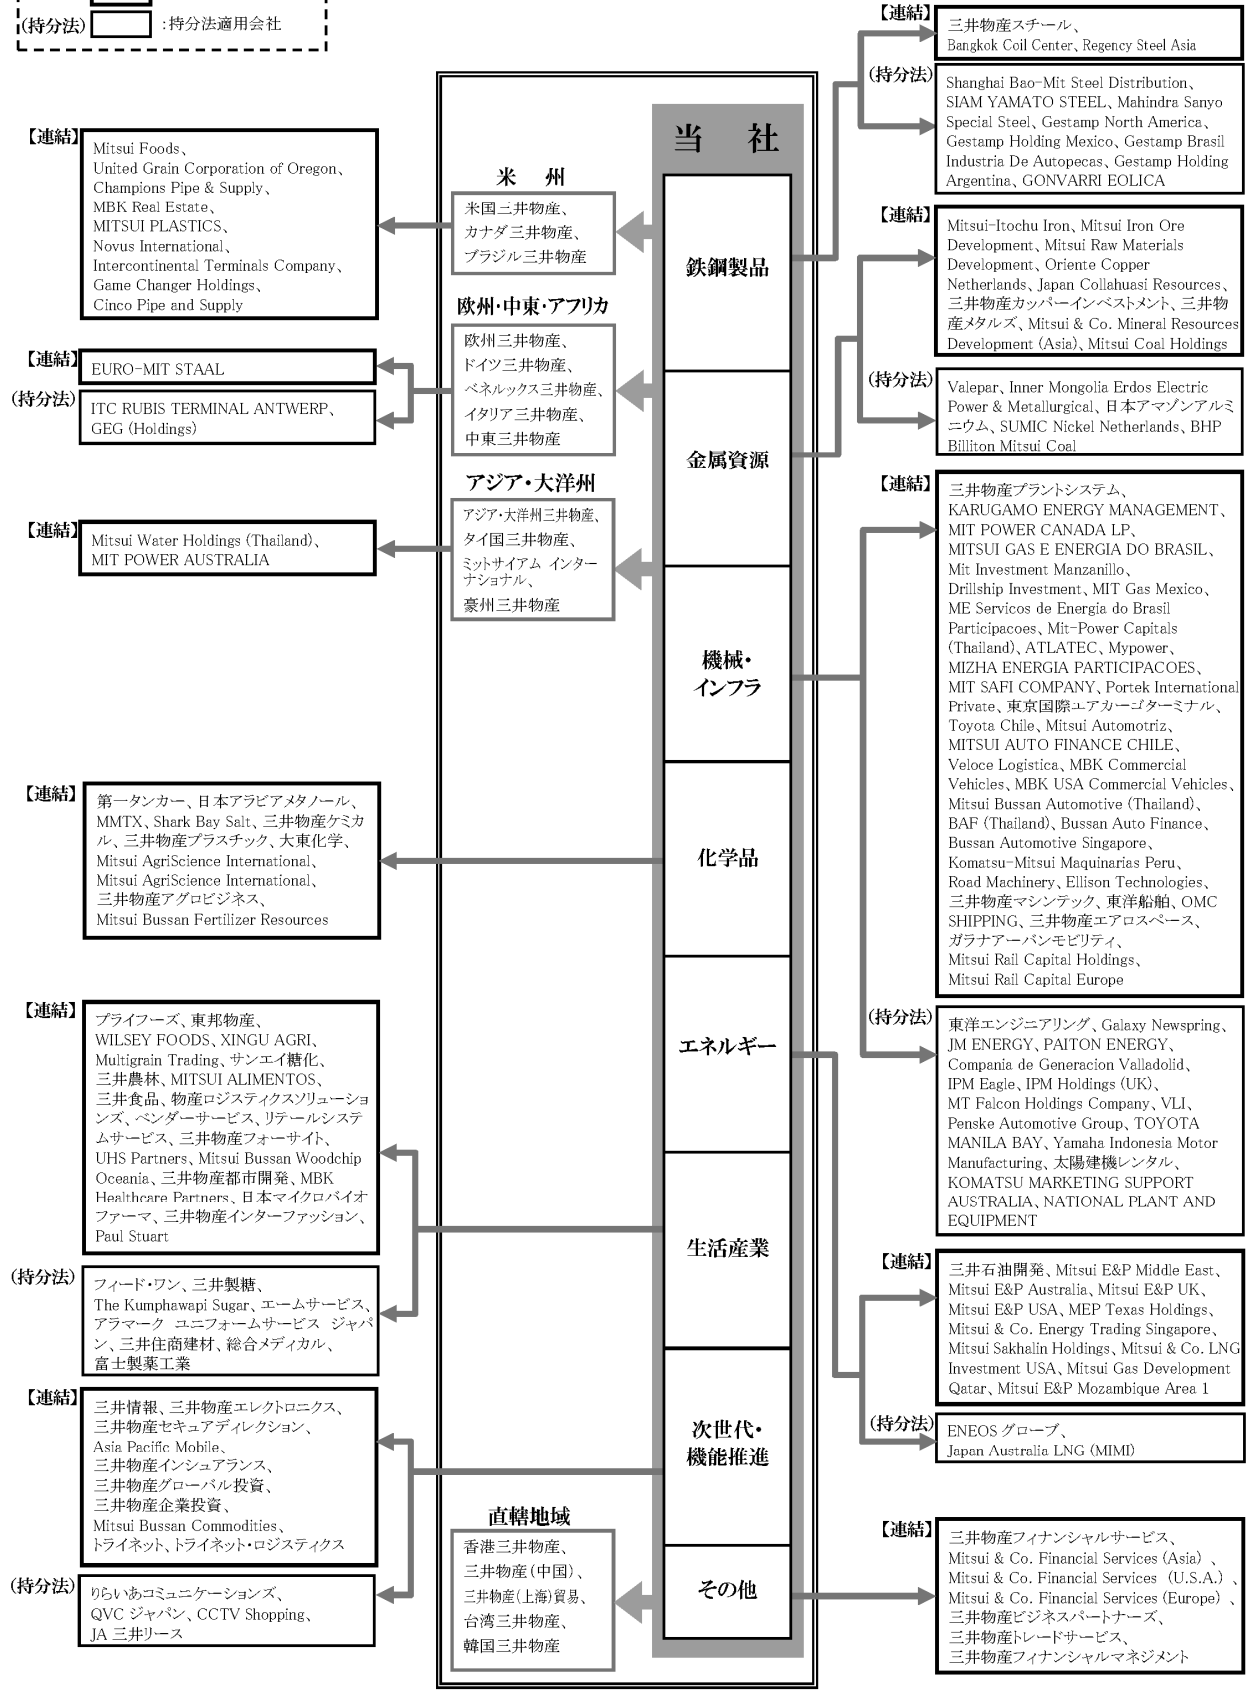 (持分法) :持分法適用会社
【連結】
Mitsui Foods、
United Grain Corporation of Oregon、
Champions Pipe & Supply、
MBK Real Estate、
MITSUI PLASTICS、
Novus International、
Intercontinental Terminals Company、
Game Changer Holdings、
Cinco Pipe and Supply
【連結】
EURO-MIT STAAL
(持分法)
ITC RUBIS TERMINAL ANTWERP、
GEG (Holdings)
【連結】
Mitsui Water Holdings (Thailand)、
MIT POWER AUSTRALIA
【連結】
第一タンカー、日本アラビアメタノール、
MMTX、Shark Bay Salt、三井物産ケミカ
ル、三井物産プラスチック、大東化学、
Mitsui AgriScience International、
Mitsui AgriScience International、
三井物産アグロビジネス、
Mitsui Bussan Fertilizer Resources
【連結】
プライフーズ、東邦物産、
WILSEY FOODS、XINGU AGRI、
Multigrain Trading、サンエイ糖化、
三井農林、MITSUI ALIMENTOS、
三井食品、物産ロジスティクスソリューショ
ンズ、ベンダーサービス、リテールシステ
ムサービス、三井物産フォーサイト、
UHS Partners、Mitsui Bussan Woodchip
Oceania、三井物産都市開発、MBK
Healthcare Partners、日本マイクロバイオ
ファーマ、三井物産インターファッション、
Paul Stuart
(持分法)
フィード・ワン、三井製糖、
The Kumphawapi Sugar、エームサービス、
アラマーク ユニフォームサービス ジャパ
ン、三井住商建材、総合メディカル、
富士製薬工業
【連結】
三井情報、三井物産エレクトロニクス、
三井物産セキュアディレクション、
Asia Pacific Mobile、
三井物産インシュアランス、
三井物産グローバル投資、
三井物産企業投資、
Mitsui Bussan Commodities、
トライネット、トライネット・ロジスティクス
(持分法)
りらいあコミュニケーションズ、
QVC ジャパン、CCTV Shopping、
JA 三井リース
米 州
米国三井物産、
カナダ三井物産、
ブラジル三井物産
欧州・中東・アフリカ
欧州三井物産、
ドイツ三井物産、
ベネルックス三井物産、
イタリア三井物産、
中東三井物産
アジア・大洋州
アジア・大洋州三井物産、
タイ国三井物産、
ミットサイアム インター
ナショナル、
豪州三井物産
直轄地域
香港三井物産、
三井物産(中国)、
三井物産(上海)貿易、
台湾三井物産、
韓国三井物産
当 社
鉄鋼製品
金属資源
機械・
インフラ
化学品
エネルギー
生活産業
次世代・
機能推進
その他
【連結】
三井物産スチール、
Bangkok Coil Center、Regency Steel Asia
(持分法)
Shanghai Bao-Mit Steel Distribution、
SIAM YAMATO STEEL、Mahindra Sanyo
Special Steel、Gestamp North America、
Gestamp Holding Mexico、Gestamp Brasil
Industria De Autopecas、Gestamp Holding
Argentina、GONVARRI EOLICA
【連結】
Mitsui-Itochu Iron、Mitsui Iron Ore
Development、Mitsui Raw Materials
Development、Oriente Copper
Netherlands、Japan Collahuasi Resources、
三井物産カッパーインベストメント、三井物
産メタルズ、Mitsui & Co. Mineral Resources
Development (Asia)、Mitsui Coal Holdings
(持分法)
Valepar、Inner Mongolia Erdos Electric
Power & Metallurgical、日本アマゾンアルミ
ニウム、SUMIC Nickel Netherlands、BHP
Billiton Mitsui Coal
【連結】
三井物産プラントシステム、
KARUGAMO ENERGY MANAGEMENT、
MIT POWER CANADA LP、
MITSUI GAS E ENERGIA DO BRASIL、
Mit Investment Manzanillo、
Drillship Investment、MIT Gas Mexico、
ME Servicos de Energia do Brasil
Participacoes、Mit-Power Capitals
(Thailand)、ATLATEC、Mypower、
MIZHA ENERGIA PARTICIPACOES、
MIT SAFI COMPANY、Portek International
Private、東京国際エアカーゴターミナル、
Toyota Chile、Mitsui Automotriz、
MITSUI AUTO FINANCE CHILE、
Veloce Logistica、MBK Commercial
Vehicles、MBK USA Commercial Vehicles、
Mitsui Bussan Automotive (Thailand)、
BAF (Thailand)、Bussan Auto Finance、
Bussan Automotive Singapore、
Komatsu-Mitsui Maquinarias Peru、
Road Machinery、Ellison Technologies、
三井物産マシンテック、東洋船舶、OMC
SHIPPING、三井物産エアロスペース、
ガラナアーバンモビリティ、
Mitsui Rail Capital Holdings、
Mitsui Rail Capital Europe
(持分法)
東洋エンジニアリング、Galaxy Newspring、
JM ENERGY、PAITON ENERGY、
Compania de Generacion Valladolid、
IPM Eagle、IPM Holdings (UK)、
MT Falcon Holdings Company、VLI、
Penske Automotive Group、TOYOTA
MANILA BAY、Yamaha Indonesia Motor
Manufacturing、太陽建機レンタル、
KOMATSU MARKETING SUPPORT
AUSTRALIA、NATIONAL PLANT AND
EQUIPMENT
【連結】
三井石油開発、Mitsui E&P Middle East、
Mitsui E&P Australia、Mitsui E&P UK、
Mitsui E&P USA、MEP Texas Holdings、
Mitsui & Co. Energy Trading Singapore、
Mitsui Sakhalin Holdings、Mitsui & Co. LNG
Investment USA、Mitsui Gas Development
Qatar、Mitsui E&P Mozambique Area 1
(持分法)
ENEOS グローブ、
Japan Australia LNG (MIMI)
【連結】
三井物産フィナンシャルサービス、
Mitsui & Co. Financial Services (Asia) 、
Mitsui & Co. Financial Services (U.S.A.) 、
Mitsui & Co. Financial Services (Europe) 、
三井物産ビジネスパートナーズ、
三井物産トレードサービス、
三井物産フィナンシャルマネジメント